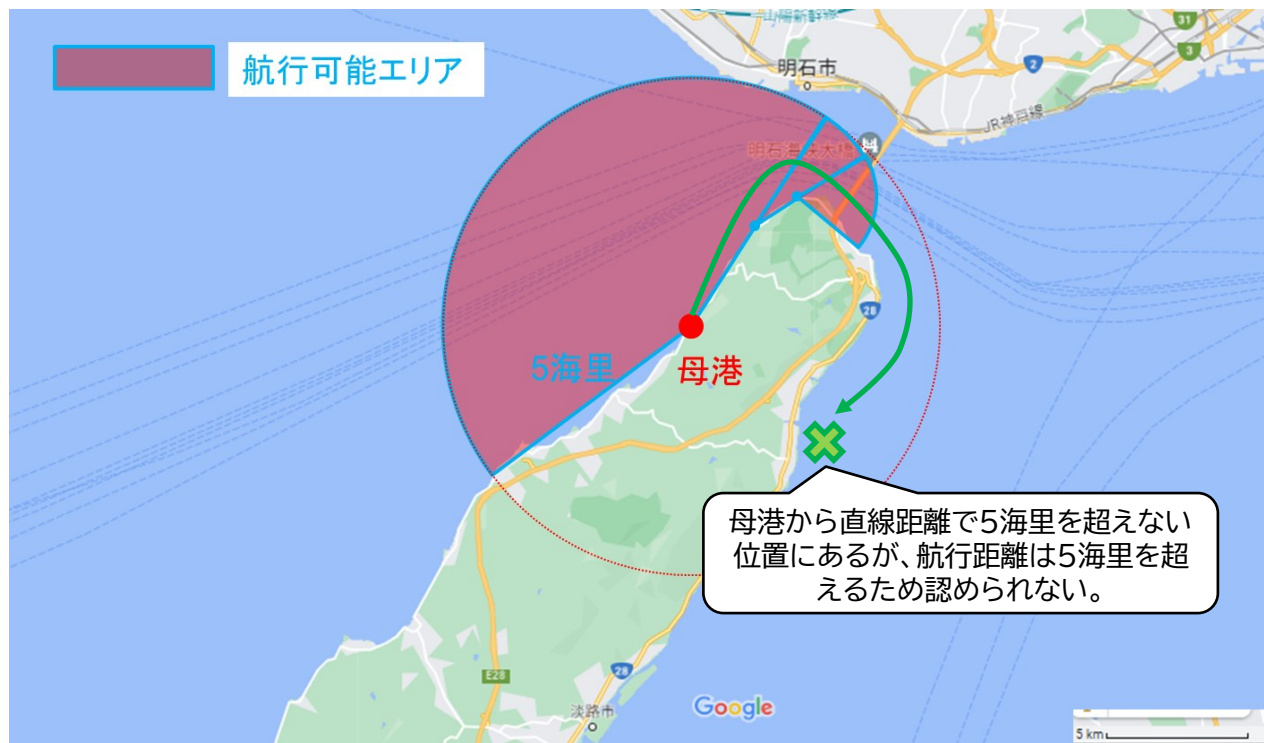 山陽新幹線
31
3
2
航行可能エリア
明石市
JR神戸線
明石海峡大橋
28
5海里
母港
母港から直線距離で5海里を超えない
位置にあるが、航行距離は5海里を超
えるため認められない。
E28
28
淡路市
Google
5 km